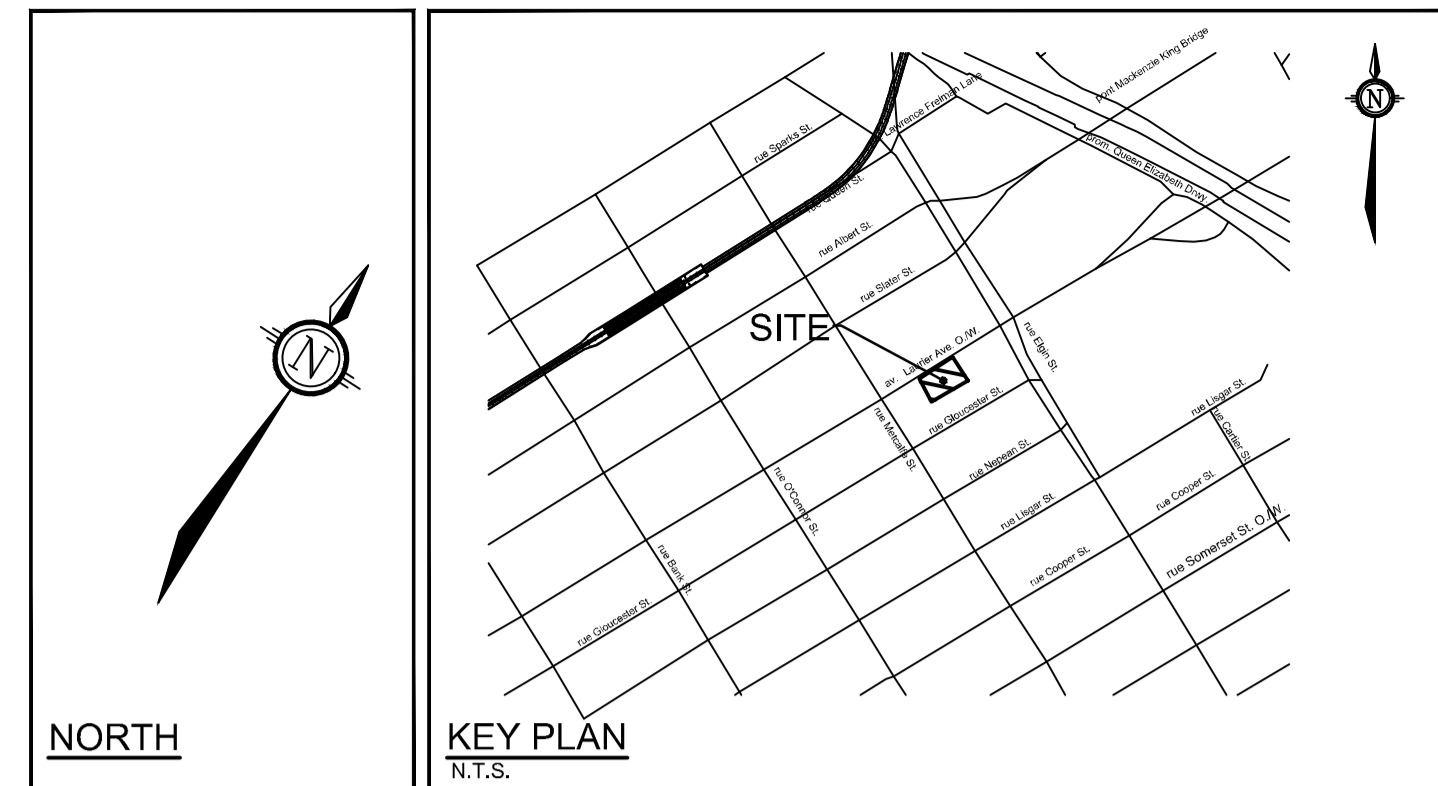 N
NORTH
pont Mackenzie King Bridge
N
Lawrence Freiman Lane
rue Sparks St.
prom. Queen Elizabeth Drwy.
rue Queen St.
rue Albert St.
rue Slater St.
SITE
av. Laurier Ave. O./W.
rue Elgin St.
rue Lisgar St.
rue Gloucester St.
rue Metcalfe St.
rue Cartier St.
rue Nepean St.
rue O'Connor St.
rue Cooper St.
rue Lisgar St.
rue Somerset St. O./W.
rue Bank St.
rue Cooper St.
rue Gloucester St.
KEY PLAN
N.T.S.